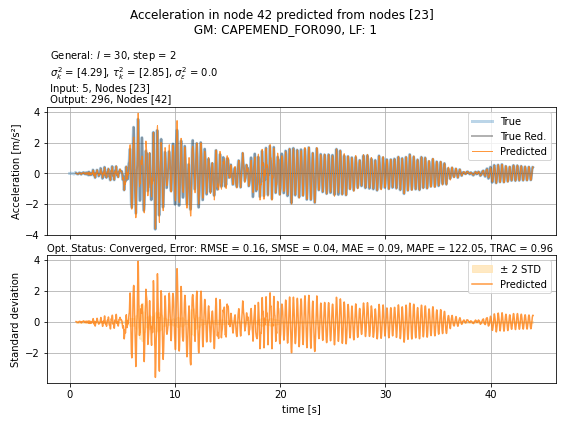 Acceleration in node 42 predicted from nodes [23]
GM: CAPEMEND_FOR090, LF: 1
General: l = 30, step = 2
σ²ₖ = [4.29], τ²ₖ = [2.85], σ²ε = 0.0
Input: 5, Nodes [23]
Output: 296, Nodes [42]
Acceleration [m/s²]
4
2
0
−2
−4
True
True Red.
Predicted
Opt. Status: Converged, Error: RMSE = 0.16, SMSE = 0.04, MAE = 0.09, MAPE = 122.05, TRAC = 0.96
Standard deviation
4
2
0
−2
± 2 STD
Predicted
0
10
20
30
40
time [s]